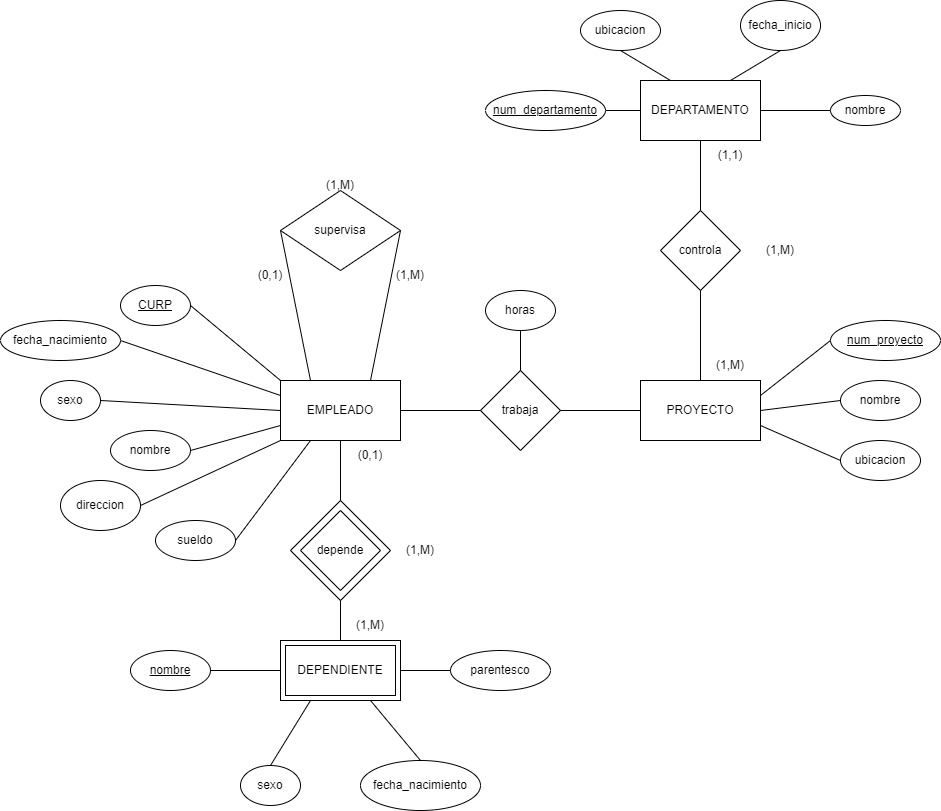 ubicacion
fecha_inicio
num_departamento
DEPARTAMENTO
nombre
(1,1)
(1,M)
supervisa
controla
(1,M)
(0,1)
(1,M)
CURP
horas
fecha_nacimiento
num_proyecto
(1,M)
sexo
EMPLEADO
trabaja
PROYECTO
nombre
nombre
(0,1)
ubicacion
direccion
sueldo
depende
(1,M)
(1,M)
nombre
DEPENDIENTE
parentesco
sexo
fecha_nacimiento